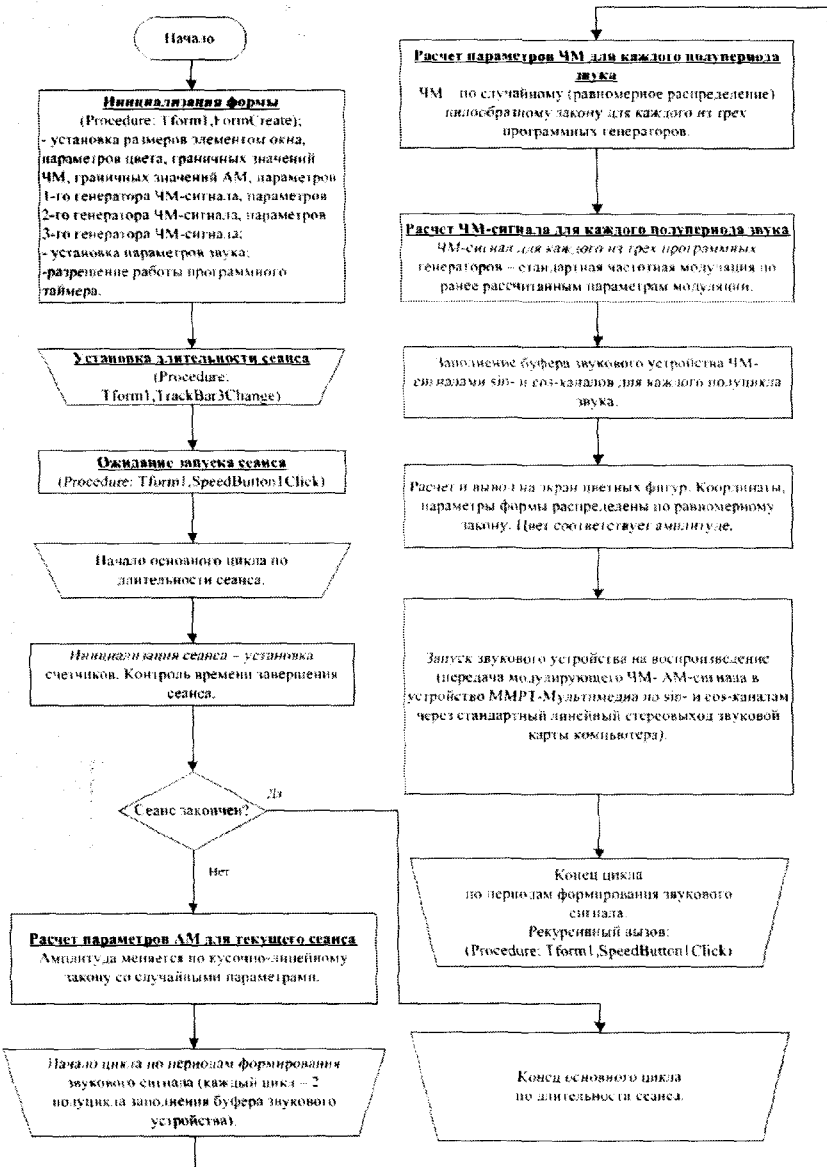 Начало
Инициализация формы
(Procedure: Tform1,FormCreate);
- установка размеров элементом окна,
параметров цвета, граничных значений
ЧМ, граничных значений АМ, параметров
1-го генератора ЧМ-сигнала, параметров
2-го генератора ЧМ-сигнала, параметров
3-го генератора ЧМ-сигнала;
- установка параметров звука;
-разрешение работы программного
таймера.
Установка длительности сеанса
(Procedure:
Tform1,TrackBar3Change)
Ожидание запуска сеанса
(Procedure: Tform1,SpeedButton1Click)
Начало основного цикла по
длительности сеанса.
Инициализация сеанса – установка
счетчиков. Контроль времени завершения
сеанса.
Сеанс закончен?
Да
Нет
Расчет параметров АМ для текущего сеанса
Амплитуда меняется по кусочно-линейному
закону со случайными параметрами.
Начало цикла по периодам формирования
звукового сигнала (каждый цикл – 2
полуцикла заполнения буфера звукового
устройства).
Расчет параметров ЧМ для каждого полупериода
звука
ЧМ – по случайному (равномерное распределение)
пилообразному закону для каждого из трех
программных генераторов.
Расчет ЧМ-сигнала для каждого полупериода звука
ЧМ-сигнал для каждого из трех программных
генераторов – стандартная частотная модуляция по
ранее рассчитанным параметрам модуляции.
Заполнение буфера звукового устройства ЧМ-
сигналами sin- и cos-каналов для каждого полуцикла
звука.
Расчет и вывод на экран цветных фигур. Координаты,
параметры формы распределены по равномерному
закону. Цвет соответствует амплитуде.
Запуск звукового устройства на воспроизведение
(передача модулирующего ЧМ- АМ-сигнала в
устройство ММРТ-Мультимедиа по sin- и cos-каналам
через стандартный линейный стереовыход звуковой
карты компьютера).
Конец цикла
по периодам формирования звукового
сигнала.
Рекурсивный вызов:
(Procedure: Tform1,SpeedButton1Click)
Конец основного цикла
по длительности сеанса.